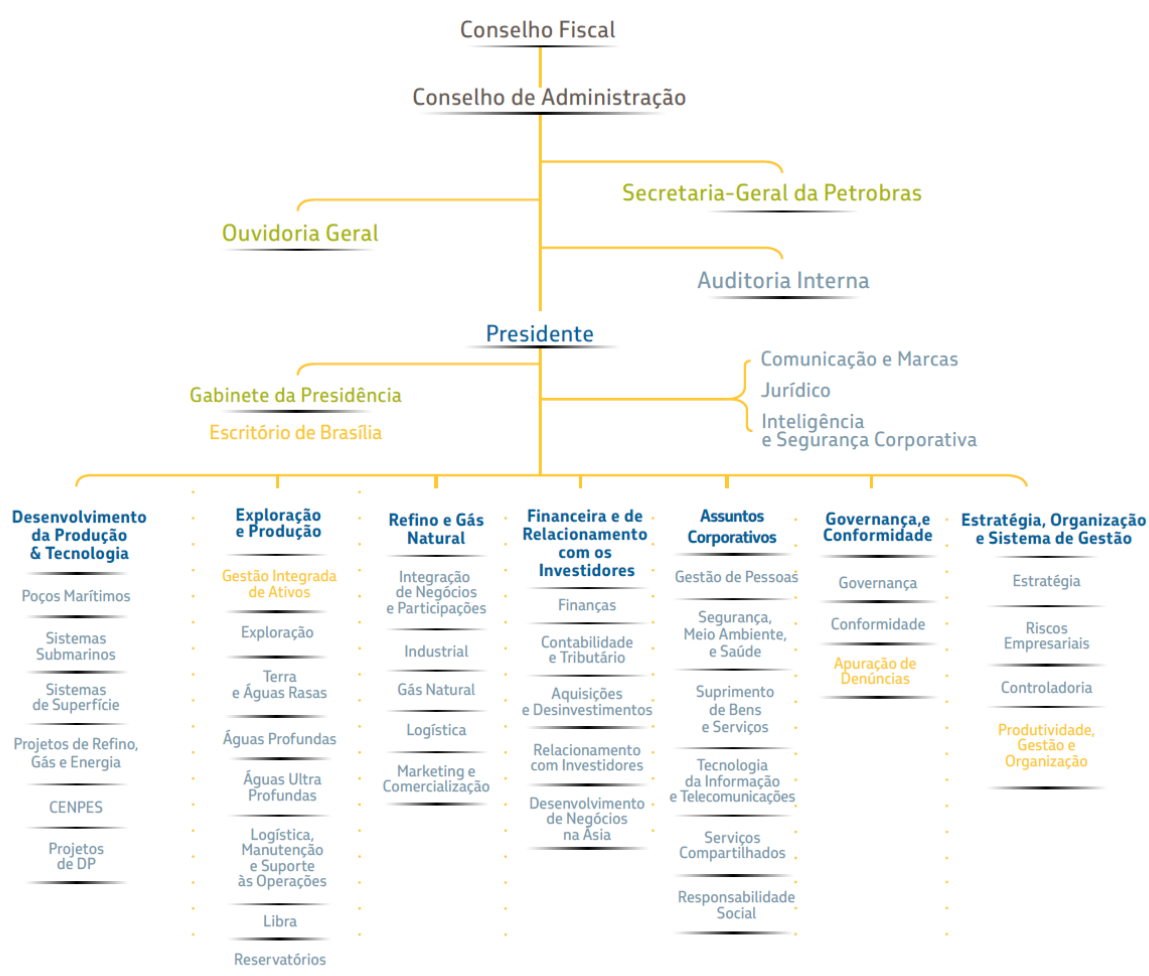 Conselho Fiscal
Conselho de Administração
Secretaria-Geral da Petrobras
Ouvidoria Geral
Auditoria Interna
Presidente
Comunicação e Marcas
Jurídico
Inteligência
e Segurança Corporativa
Gabinete da Presidência
Escritório de Brasília
Desenvolvimento
da Produção
& Tecnologia
Poços Marítimos
Sistemas
Submarinos
Sistemas
de Superfície
Projetos de Refino,
Gás e Energia
CENPES
Projetos
de DP
Exploração
e Produção
Gestão Integrada
de Ativos
Exploração
Terra
e Águas Rasas
Águas Profundas
Águas Ultra
Profundas
Logística,
Manutenção
e Suporte
às Operações
Libra
Reservatórios
Refino e Gás
Natural
Integração
de Negócios
e Participações
Industrial
Gás Natural
Logística
Marketing e
Comercialização
Financeira e de
Relacionamento
com os
Investidores
Finanças
Contabilidade
e Tributário
Aquisições
e Desinvestimentos
Relacionamento
com Investidores
Desenvolvimento
de Negócios
na Ásia
Assuntos
Corporativos
Gestão de Pessoas
Segurança,
Meio Ambiente,
e Saúde
Suprimento
de Bens
e Serviços
Tecnologia
da Informação
e Telecomunicações
Serviços
Compartilhados
Responsabilidade
Social
Governança,e
Conformidade
Governança
Conformidade
Apuração de
Denúncias
Estratégia, Organização
e Sistema de Gestão
Estratégia
Riscos
Empresariais
Controladoria
Produtividade,
Gestão e
Organização